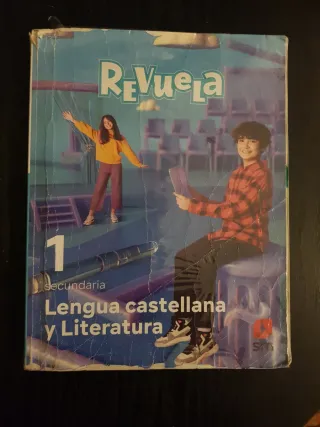 REVUELA
1
secundaria
Lengua castellana
y Literatura
sm